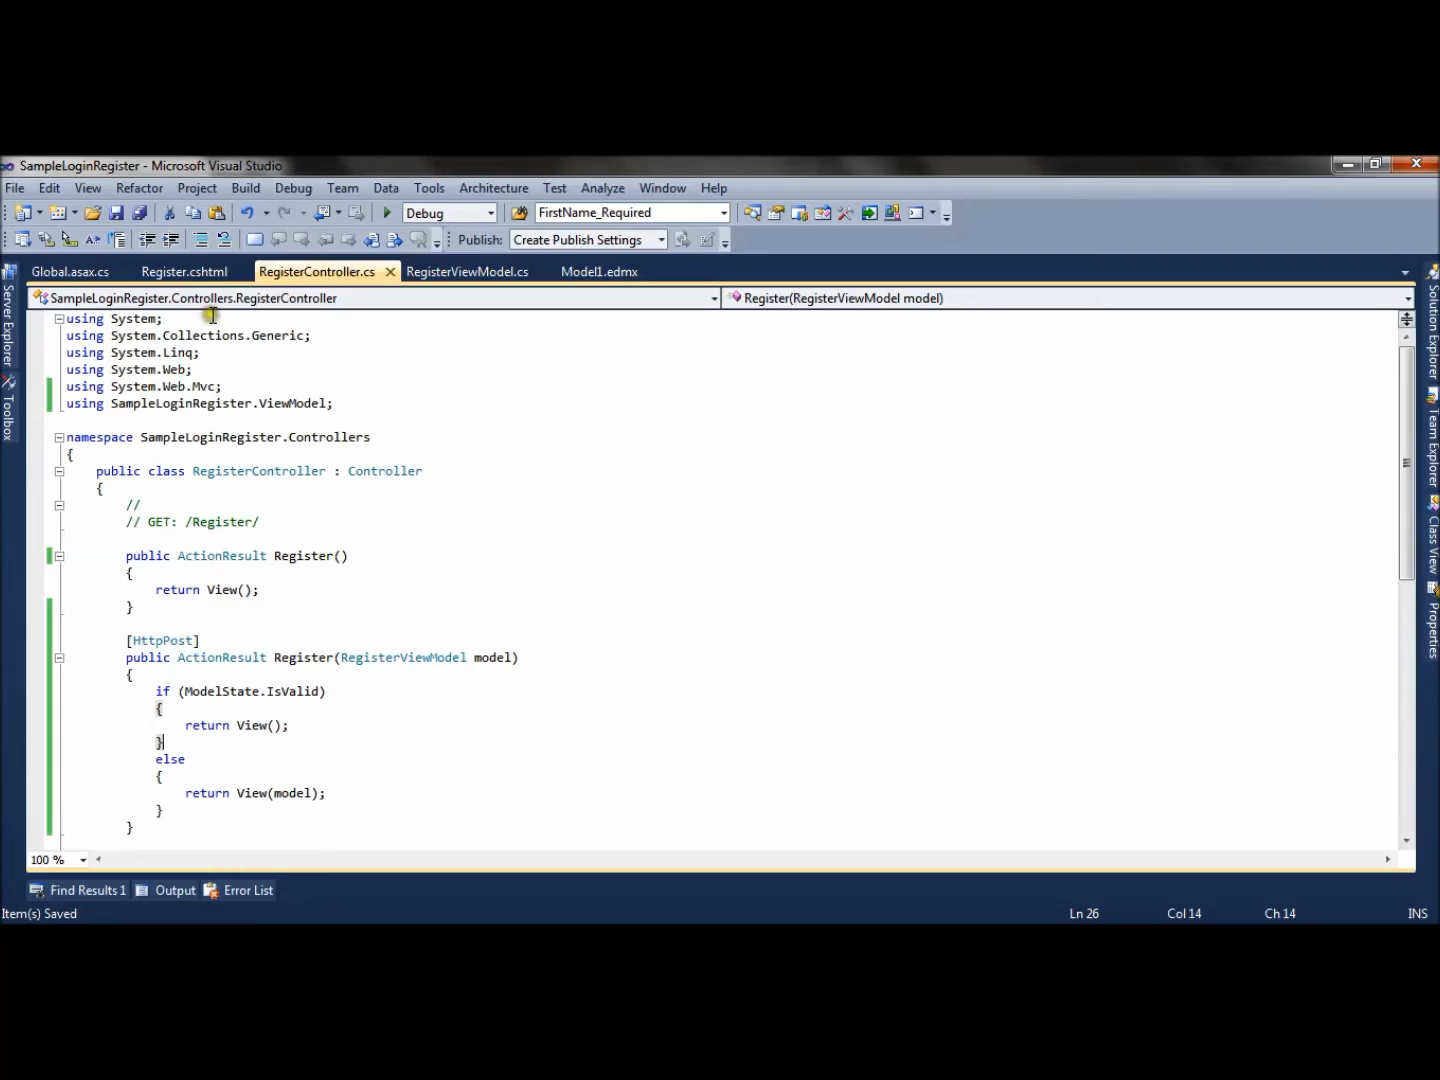 SampleLoginRegister - Microsoft Visual Studio
File Edit View Refactor Project Build Debug Team Data Tools Architecture Test Analyze Window Help
Debug FirstName_Required
Publish: Create Publish Settings
Global.asax.cs Register.cshtml RegisterController.cs RegisterViewModel.cs Model1.edmx
SampleLoginRegister.Controllers.RegisterController Register(RegisterViewModel model)
using System;
using System.Collections.Generic;
using System.Linq;
using System.Web;
using System.Web.Mvc;
using SampleLoginRegister.ViewModel;
namespace SampleLoginRegister.Controllers
{
public class RegisterController : Controller
{
//
// GET: /Register/
public ActionResult Register()
{
return View();
}
[HttpPost]
public ActionResult Register(RegisterViewModel model)
{
if (ModelState.IsValid)
{
return View();
}
else
{
return View(model);
}
}
100 %
Server Explorer
Toolbox
Solution Explorer
Team Explorer
Class View
Properties
Find Results 1 Output Error List
Item(s) Saved Ln 26 Col 14 Ch 14 INS